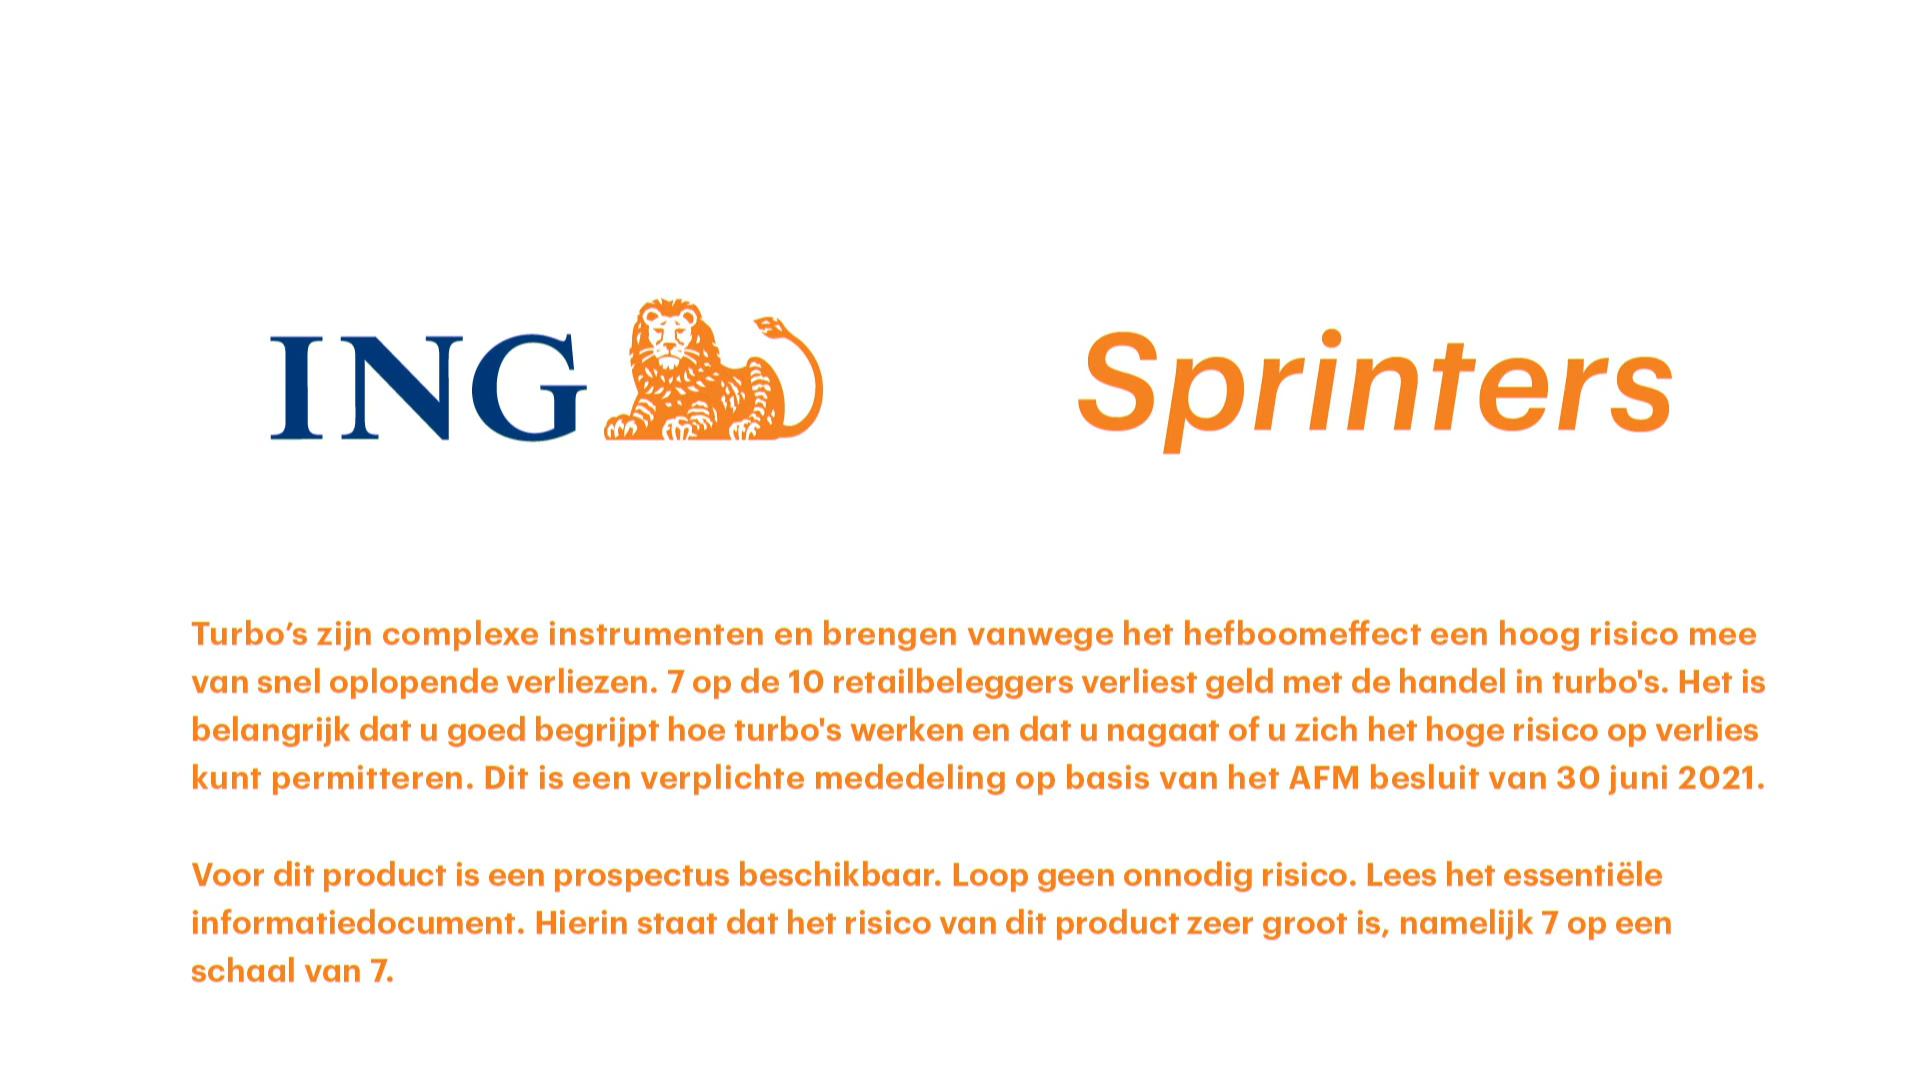 ING
Sprinters
Turbo’s zijn complexe instrumenten en brengen vanwege het hefboomeffect een hoog risico mee
van snel oplopende verliezen. 7 op de 10 retailbeleggers verliest geld met de handel in turbo's. Het is
belangrijk dat u goed begrijpt hoe turbo's werken en dat u nagaat of u zich het hoge risico op verlies
kunt permitteren. Dit is een verplichte mededeling op basis van het AFM besluit van 30 juni 2021.
Voor dit product is een prospectus beschikbaar. Loop geen onnodig risico. Lees het essentiële
informatiedocument. Hierin staat dat het risico van dit product zeer groot is, namelijk 7 op een
schaal van 7.